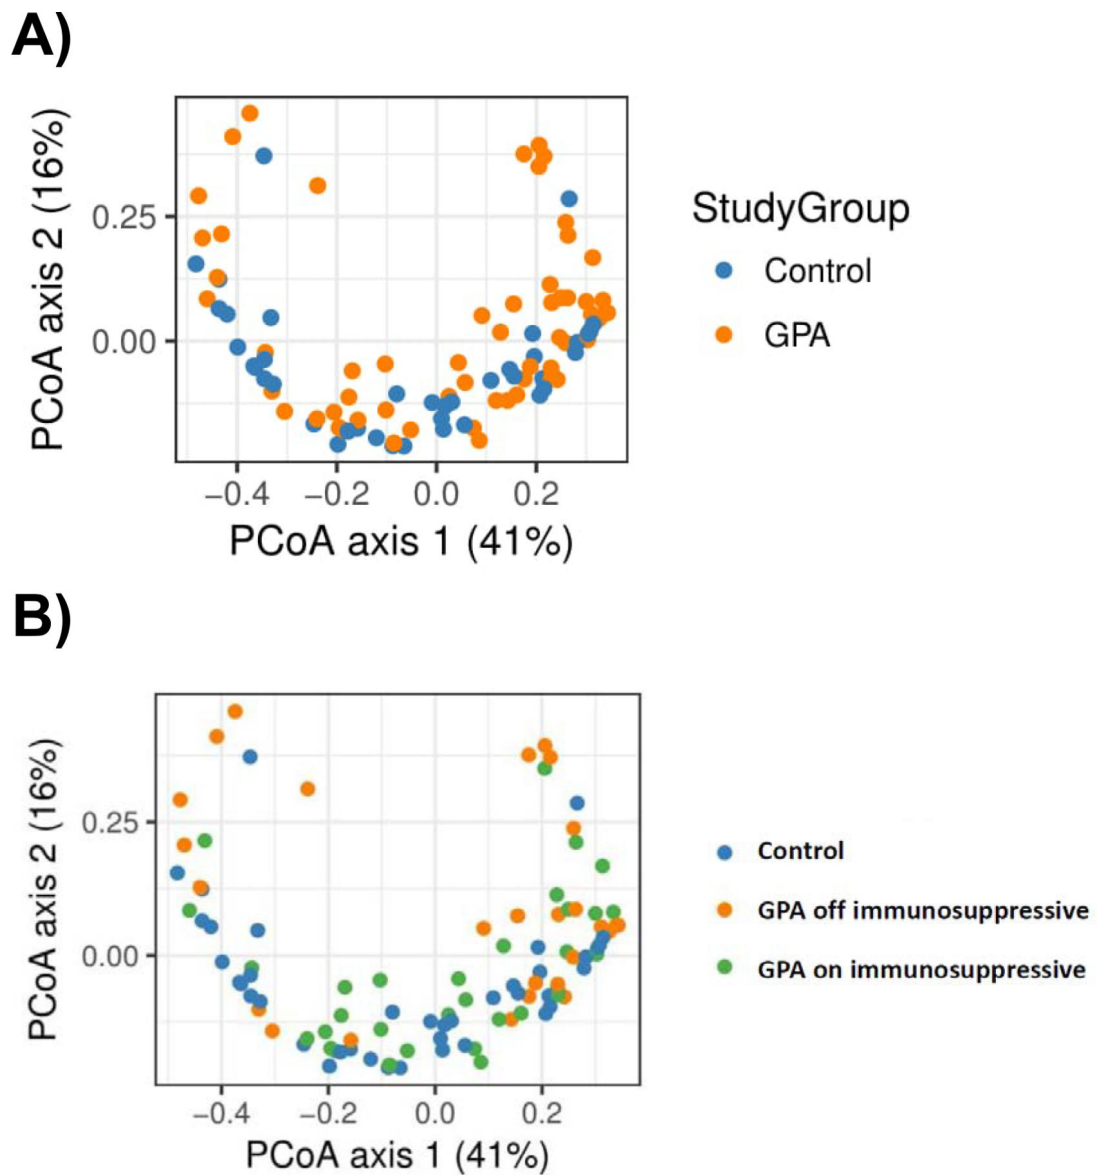 A)
PCoA axis 2 (16%)
0.25
0.00
−0.4 −0.2 0.0 0.2
PCoA axis 1 (41%)
StudyGroup
Control
GPA
B)
PCoA axis 2 (16%)
0.25
0.00
−0.4 −0.2 0.0 0.2
PCoA axis 1 (41%)
Control
GPA off immunosuppressive
GPA on immunosuppressive